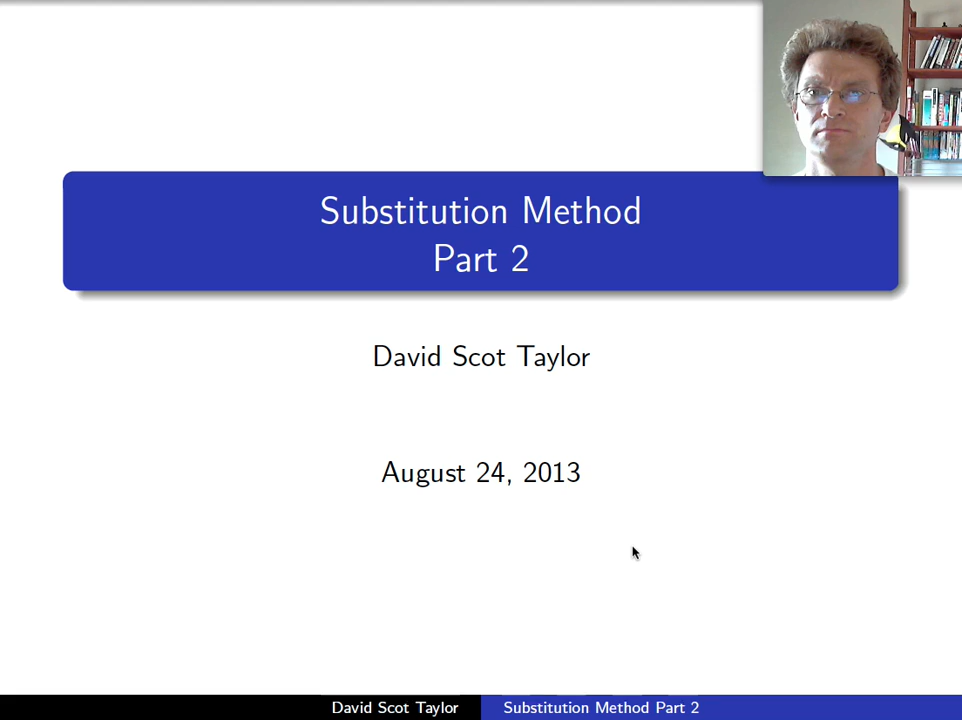 Substitution Method
Part 2
David Scot Taylor
August 24, 2013
David Scot Taylor
Substitution Method Part 2